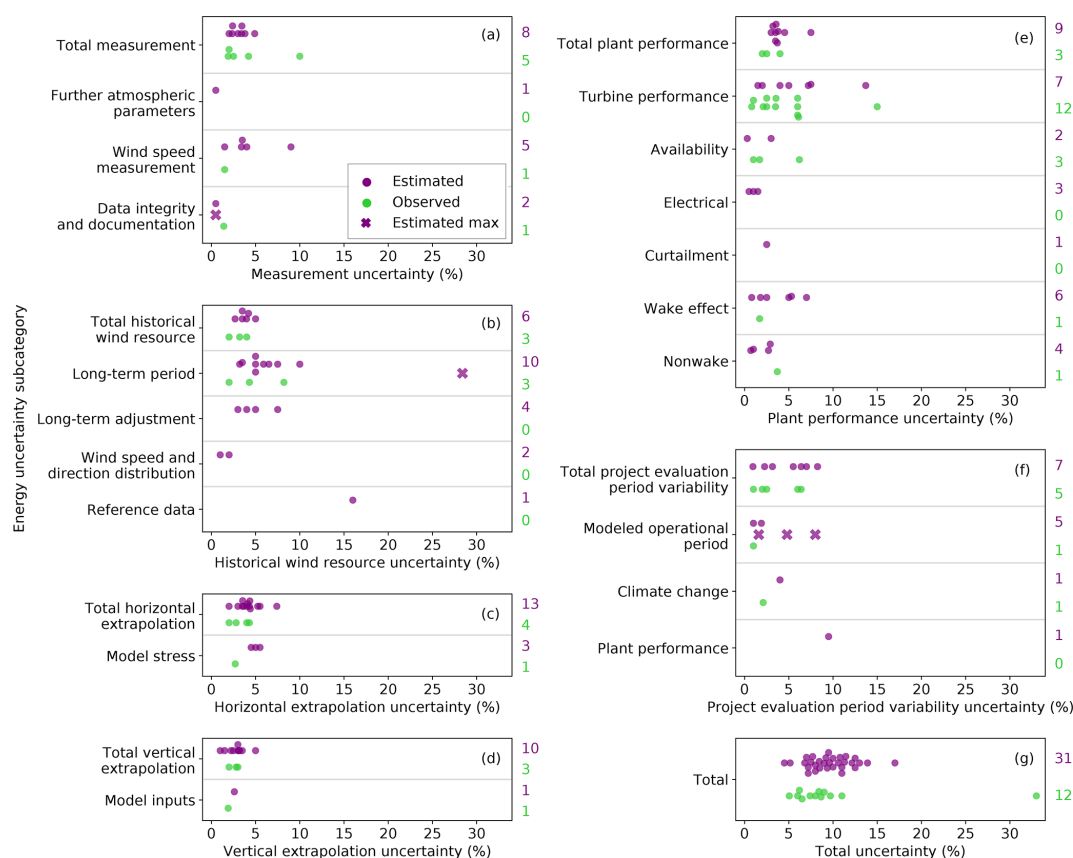 Energy uncertainty subcategory
(a)
Total measurement
8
5
Further atmospheric
parameters
1
0
Wind speed
measurement
5
1
Data integrity
and documentation
2
1
Estimated
Observed
Estimated max
0 5 10 15 20 25 30
Measurement uncertainty (%)
(b)
Total historical
wind resource
6
3
Long-term period
10
3
Long-term adjustment
4
0
Wind speed and
direction distribution
2
0
Reference data
1
0
0 5 10 15 20 25 30
Historical wind resource uncertainty (%)
(c)
Total horizontal
extrapolation
13
4
Model stress
3
1
0 5 10 15 20 25 30
Horizontal extrapolation uncertainty (%)
(d)
Total vertical
extrapolation
10
3
Model inputs
1
1
0 5 10 15 20 25 30
Vertical extrapolation uncertainty (%)
(e)
Total plant performance
9
3
Turbine performance
7
12
Availability
2
3
Electrical
3
0
Curtailment
1
0
Wake effect
6
1
Nonwake
4
1
0 5 10 15 20 25 30
Plant performance uncertainty (%)
(f)
Total project evaluation
period variability
7
5
Modeled operational
period
5
1
Climate change
1
1
Plant performance
1
0
0 5 10 15 20 25 30
Project evaluation period variability uncertainty (%)
(g)
Total
31
12
0 5 10 15 20 25 30
Total uncertainty (%)